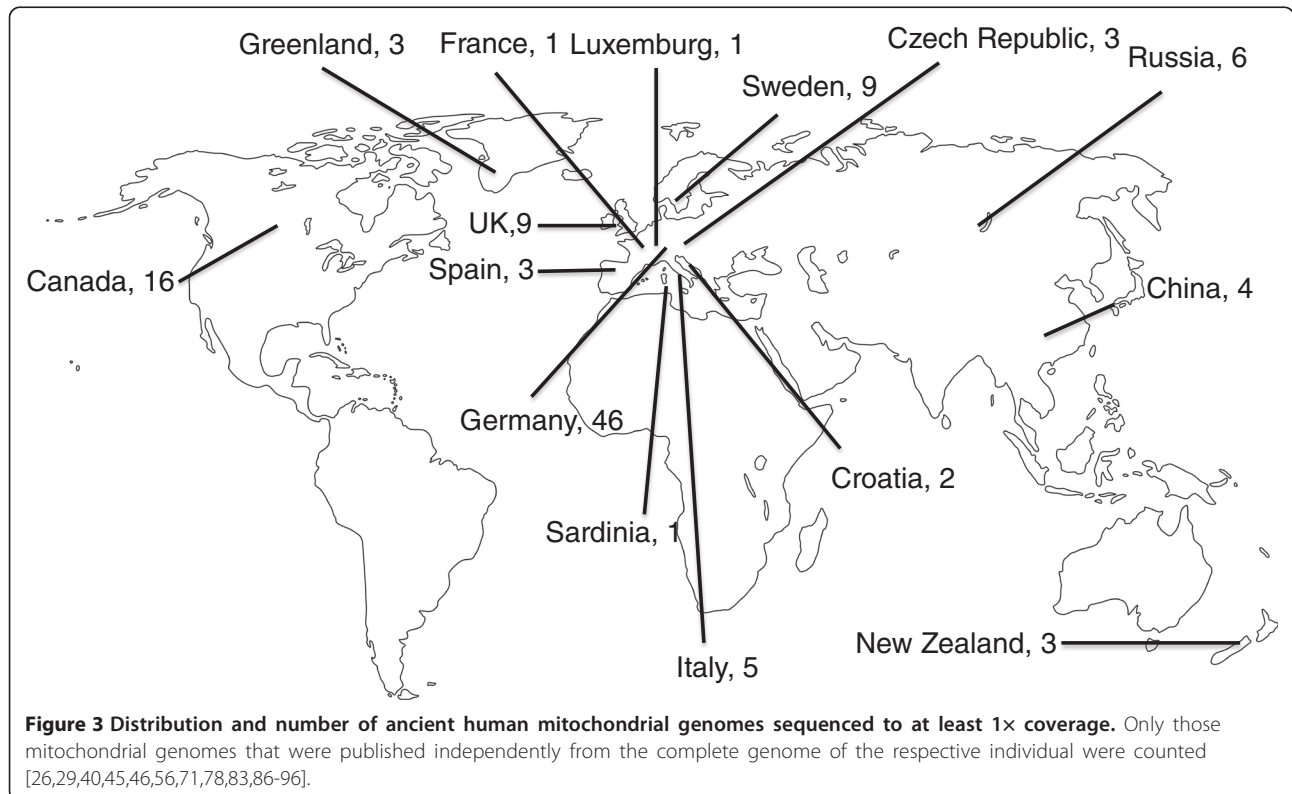 Greenland, 3
France, 1
Luxemburg, 1
Czech Republic, 3
Russia, 6
Sweden, 9
UK,9
Canada, 16
Spain, 3
China, 4
Germany, 46
Croatia, 2
Sardinia, 1
Italy, 5
New Zealand, 3
Figure 3 Distribution and number of ancient human mitochondrial genomes sequenced to at least 1× coverage. Only those
mitochondrial genomes that were published independently from the complete genome of the respective individual were counted
[26,29,40,45,46,56,71,78,83,86-96].